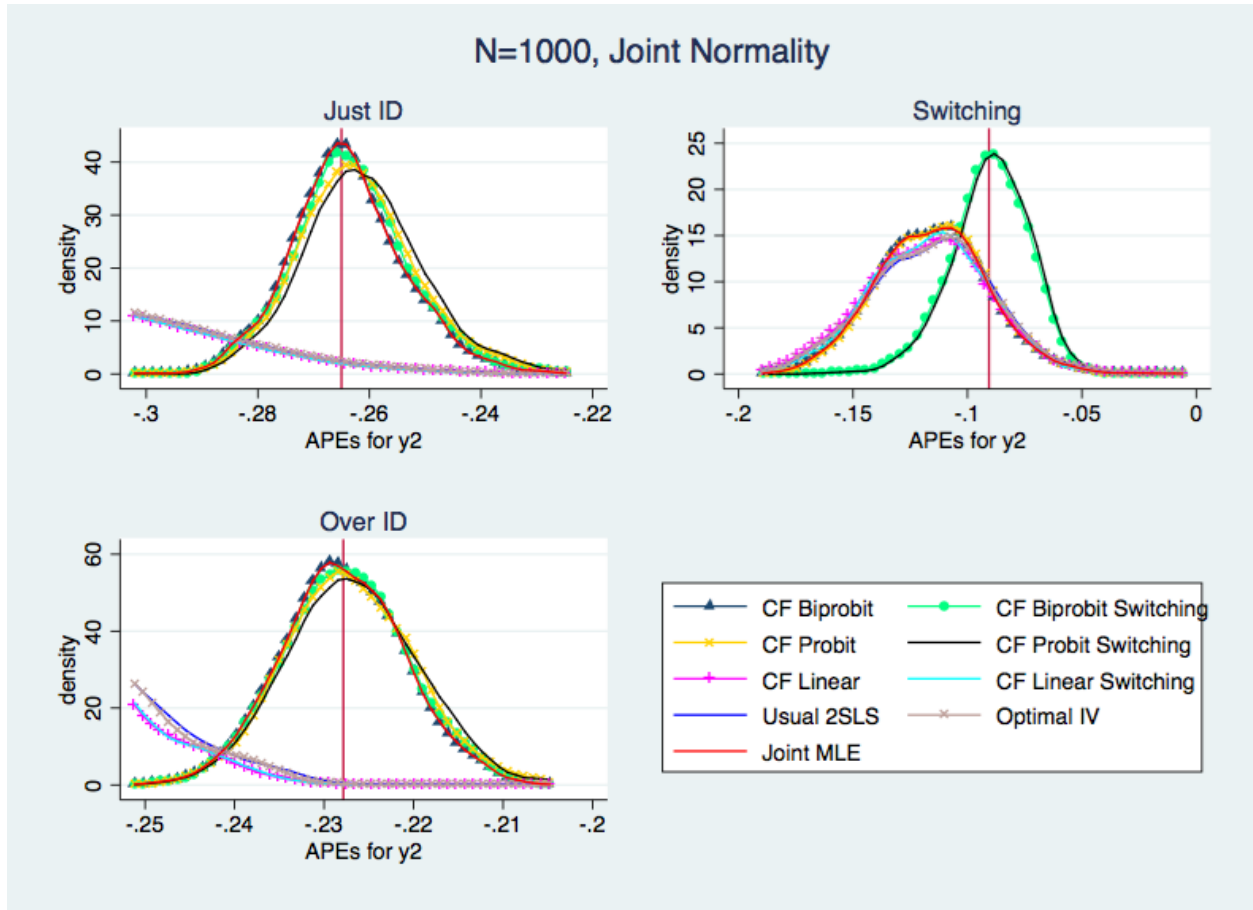 N=1000, Joint Normality
Just ID
density
0 10 20 30 40
-.3 -.28 -.26 -.24 -.22
APEs for y2
Switching
density
0 5 10 15 20 25
-.2 -.15 -.1 -.05 0
APEs for y2
Over ID
density
0 20 40 60
-.25 -.24 -.23 -.22 -.21 -.2
APEs for y2
CF Biprobit CF Biprobit Switching
CF Probit CF Probit Switching
CF Linear CF Linear Switching
Usual 2SLS Optimal IV
Joint MLE